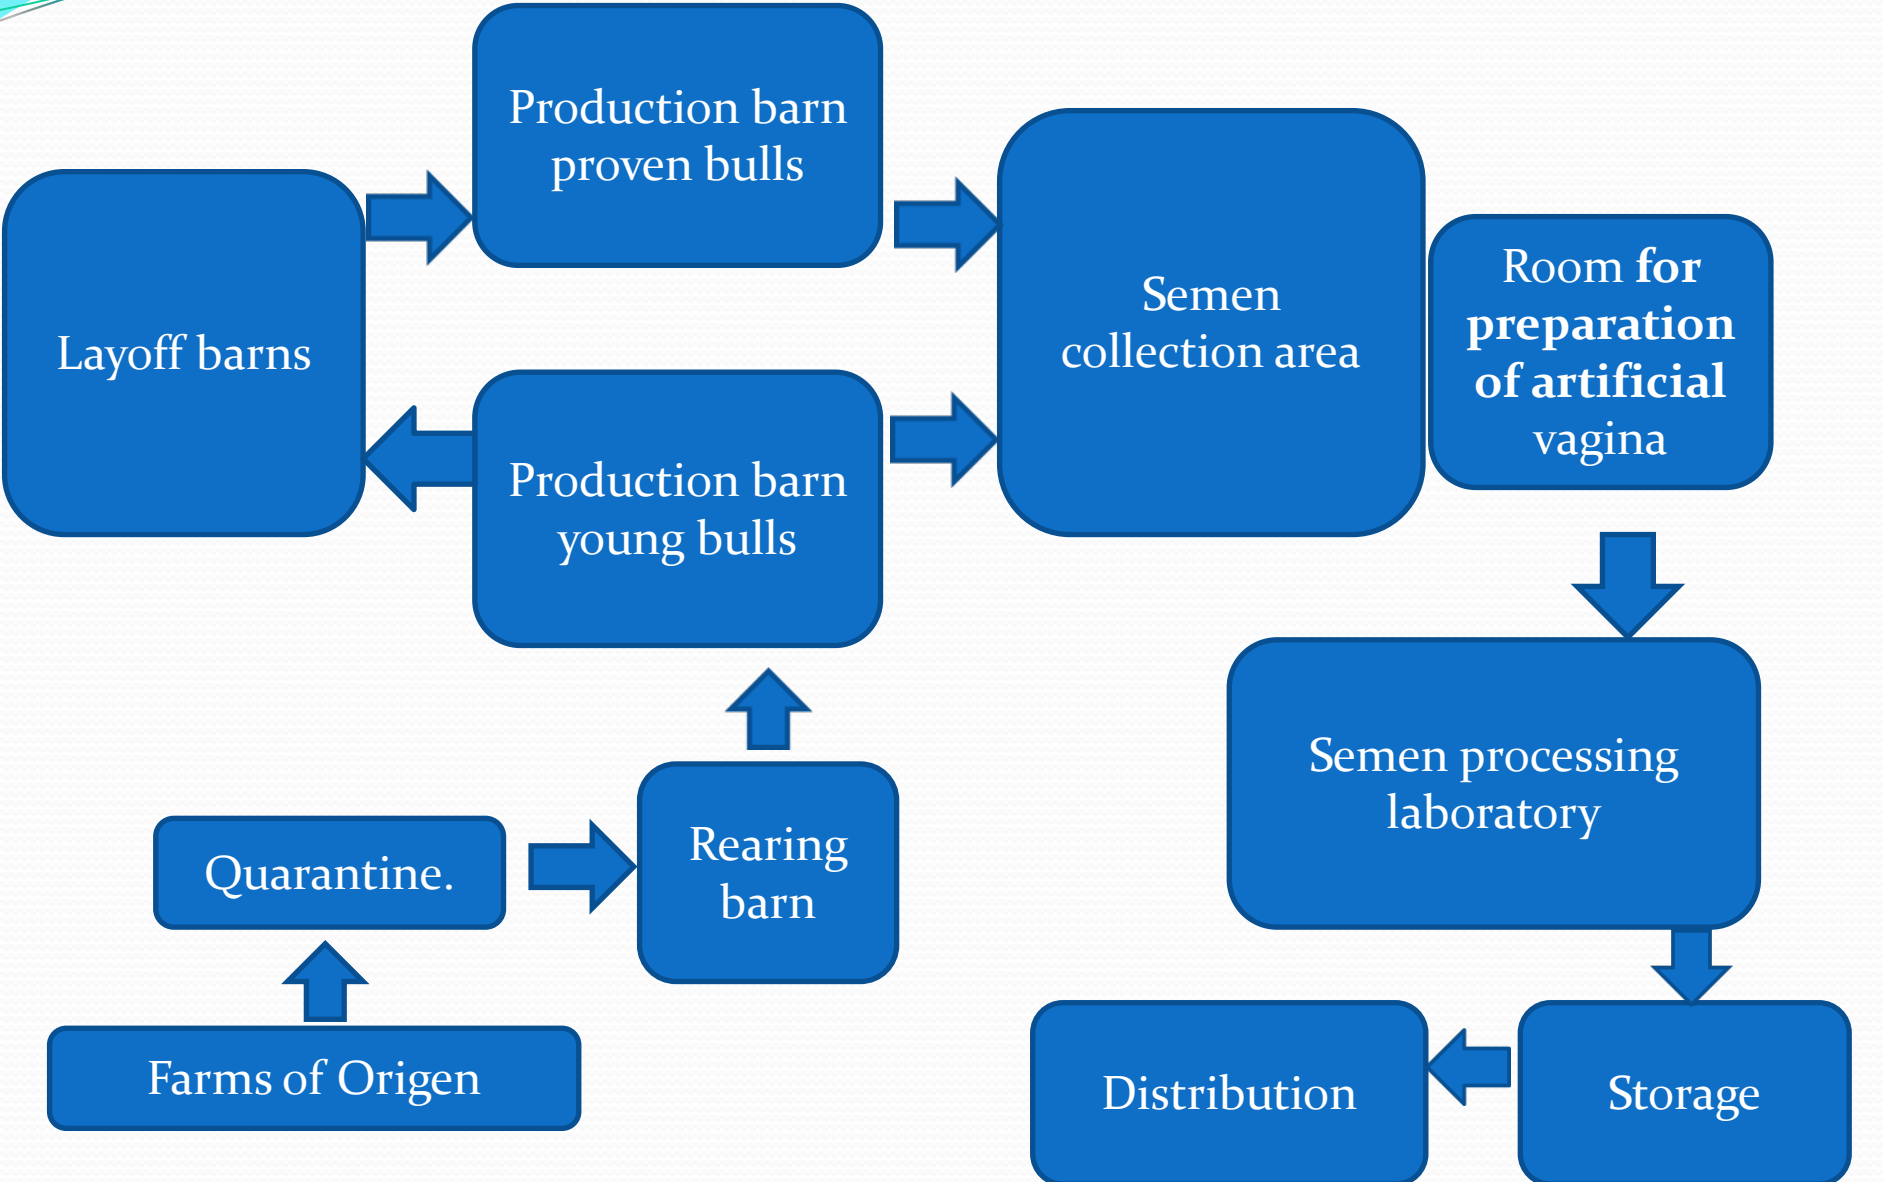 Production barn
proven bulls
Layoff barns
Semen
collection area
Room for
preparation
of artificial
vagina
Production barn
young bulls
Semen processing
laboratory
Quarantine.
Rearing
barn
Farms of Origen
Distribution
Storage